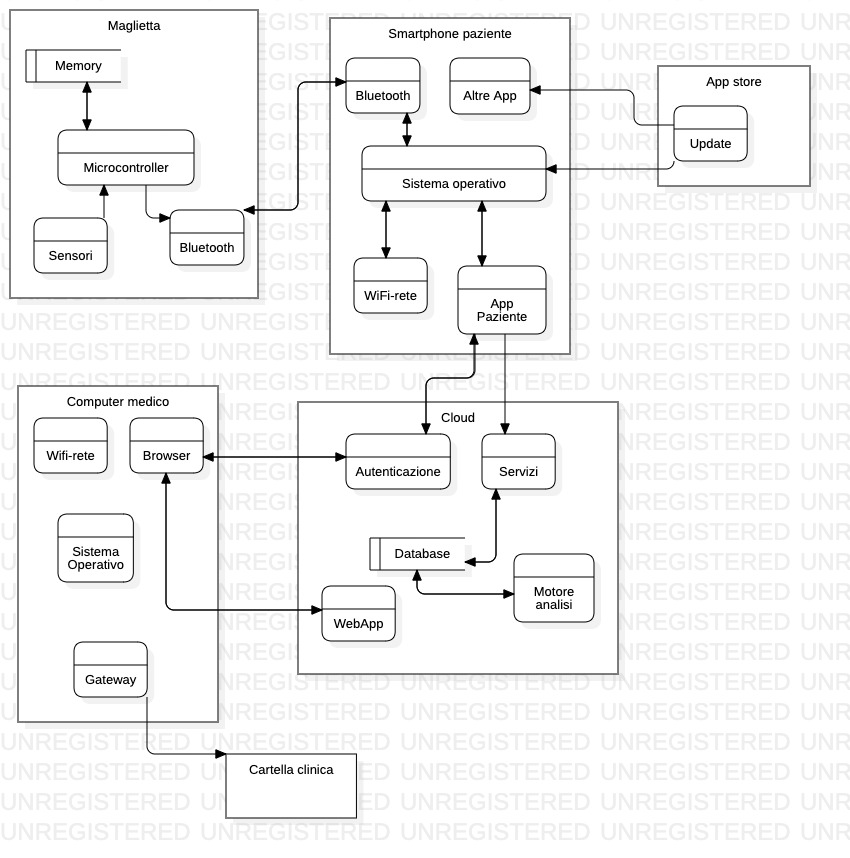 Maglietta
Memory
Microcontroller
Sensori
Bluetooth
Smartphone paziente
Bluetooth
Altre App
Sistema operativo
WiFi-rete
App
Paziente
App store
Update
Computer medico
Wifi-rete
Browser
Sistema
Operativo
Gateway
Cloud
Autenticazione
Servizi
Database
Motore
analisi
WebApp
Cartella clinica
UNREGISTERED